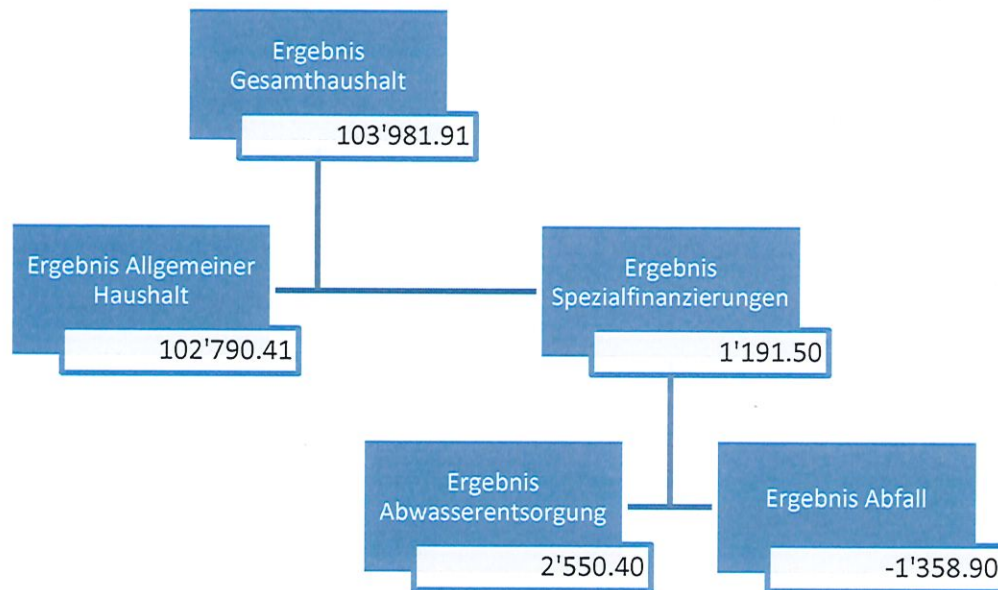 Ergebnis
Gesamthaushalt
103'981.91
Ergebnis Allgemeiner
Haushalt
102'790.41
Ergebnis
Spezialfinanzierungen
1'191.50
Ergebnis
Abwasserentsorgung
2'550.40
Ergebnis Abfall
-1'358.90